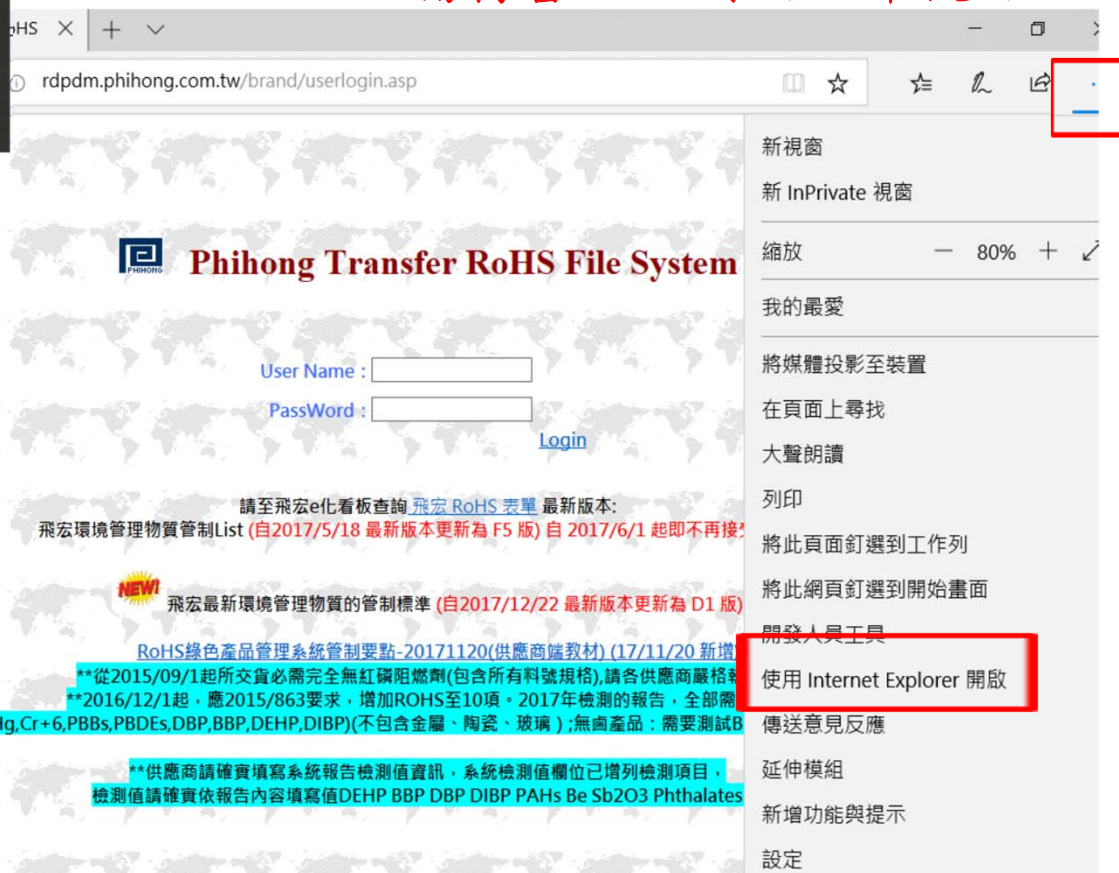 HS
rdpdm.phihong.com.tw/brand/userlogin.asp
PHIHONG
Phihong Transfer RoHS File System
User Name :
PassWord :
Login
請至飛宏e化看板查詢 飛宏 RoHS 表單 最新版本:
飛宏環境管理物質管制List (自2017/5/18 最新版本更新為 F5 版) 自 2017/6/1 起即不再接
NEW!
飛宏最新環境管理物質的管制標準 (自2017/12/22 最新版本更新為 D1 版)
RoHS綠色產品管理系統管制要點-20171120(供應商端教材) (17/11/20 新增
**從2015/09/1起所交貨必需完全無紅磷阻燃劑(包含所有料號規格),請各供應商嚴格
**2016/12/1起，應2015/863要求，增加ROHS至10項。2017年檢測的報告，全部需
Hg,Cr+6,PBBs,PBDEs,DBP,BBP,DEHP,DIBP)(不包含金屬、陶瓷、玻璃 ) ;無鹵產品：需要測試B
**供應商請確實填寫系統報告檢測值資訊，系統檢測值欄位已增列檢測項目，
檢測值請確實依報告內容填寫值DEHP BBP DBP DIBP PAHs Be Sb2O3 Phthalates
新視窗
新 InPrivate 視窗
縮放 — 80% +
我的最愛
將媒體投影至裝置
在頁面上尋找
大聲朗讀
列印
將此頁面釘選到工作列
將此網頁釘選到開始畫面
開發人員工具
使用 Internet Explorer 開啟
傳送意見反應
延伸模組
新增功能與提示
設定